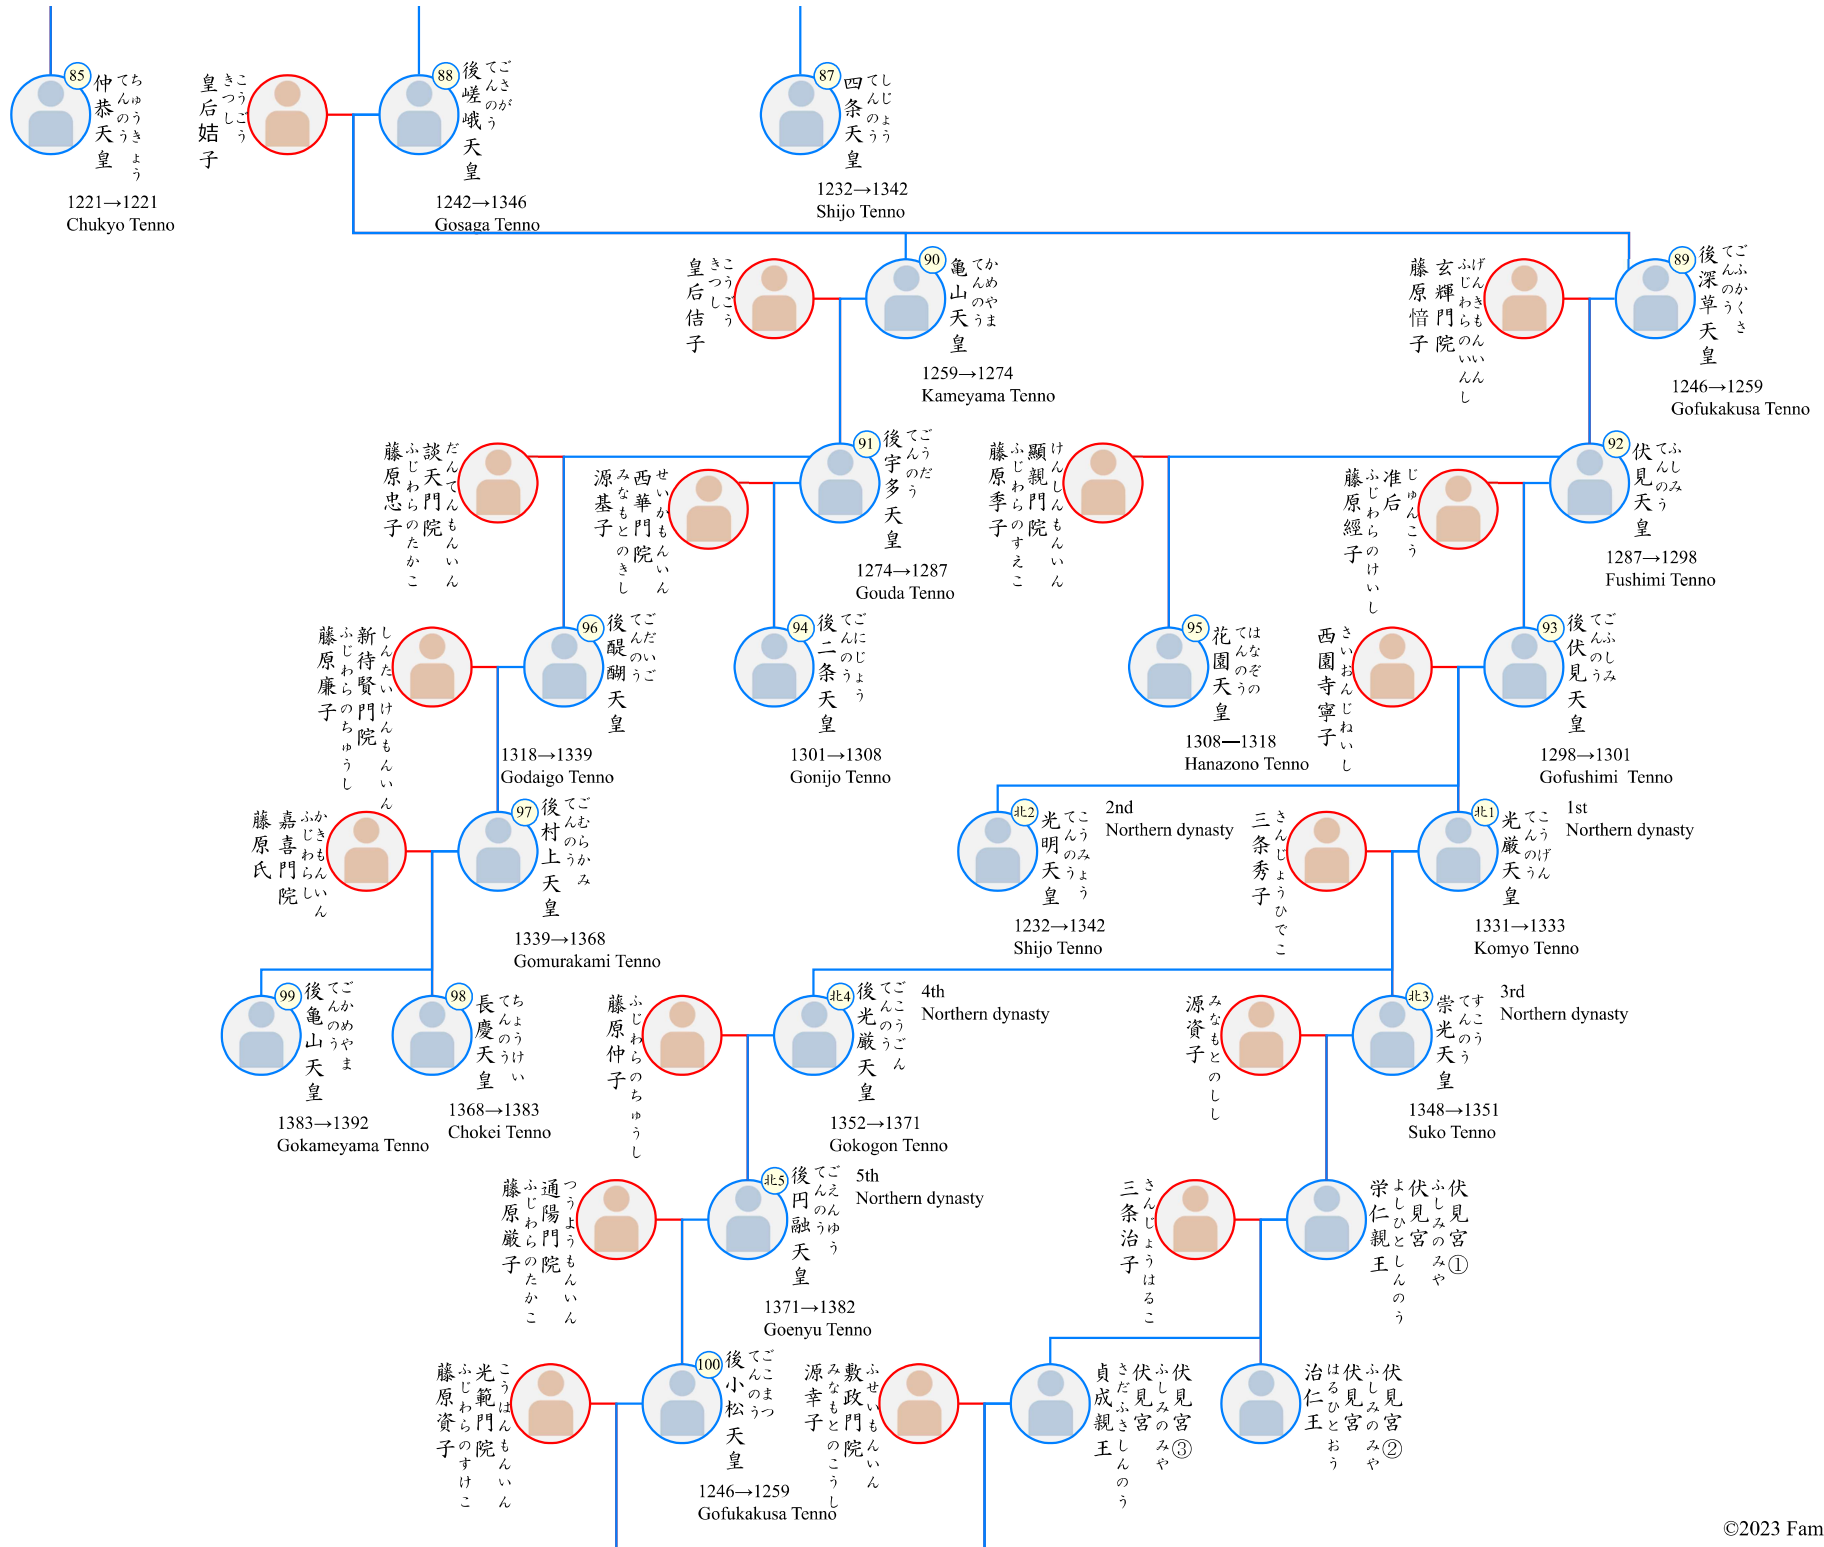 85
仲恭天皇
ちゅうきょう
てんのう
1221→1221
Chukyo Tenno
皇后姞子
こうごう
きつし
88
後嵯峨天皇
ごさが
てんのう
1242→1346
Gosaga Tenno
87
四条天皇
しじょう
てんのう
1232→1342
Shijo Tenno
皇后佶子
こうごう
きつし
90
亀山天皇
かめやま
てんのう
1259→1274
Kameyama Tenno
玄輝門院
げんきもんいん
藤原愔子
ふじわらのいんし
89
後深草天皇
ごふかくさ
てんのう
1246→1259
Gofukakusa Tenno
談天門院
だんてんもんいん
藤原忠子
ふじわらのたかこ
西華門院
せいかもんいん
源基子
みなもとのきし
91
後宇多天皇
ごうだ
てんのう
1274→1287
Gouda Tenno
顯親門院
けんしんもんいん
藤原季子
ふじわらのすえこ
准后
じゅんこう
藤原經子
ふじわらのけいし
92
伏見天皇
ふしみ
てんのう
1287→1298
Fushimi Tenno
新待賢門院
しんたいけんもんいん
藤原廉子
ふじわらのちゅうし
96
後醍醐天皇
ごだいご
てんのう
1318→1339
Godaigo Tenno
94
後二条天皇
ごにじょう
てんのう
1301→1308
Gonijo Tenno
95
花園天皇
はなぞの
てんのう
1308—1318
Hanazono Tenno
西園寺寧子
さいおんじねいし
93
後伏見天皇
ごふしみ
てんのう
1298→1301
Gofushimi Tenno
嘉喜門院
かきもんいん
藤原氏
ふじわらし
97
後村上天皇
ごむらかみ
てんのう
1339→1368
Gomurakami Tenno
北2
光明天皇
こうみょう
てんのう
2nd
Northern dynasty
1232→1342
Shijo Tenno
三条秀子
さんじょうひでこ
北1
光厳天皇
こうげん
てんのう
1st
Northern dynasty
1331→1333
Komyo Tenno
99
後亀山天皇
ごかめやま
てんのう
1383→1392
Gokameyama Tenno
98
長慶天皇
ちょうけい
てんのう
1368→1383
Chokei Tenno
藤原仲子
ふじわらのちゅうし
北4
後光厳天皇
ごこうごん
てんのう
4th
Northern dynasty
1352→1371
Gokogon Tenno
源資子
みなもとのしし
北3
崇光天皇
すこう
てんのう
3rd
Northern dynasty
1348→1351
Suko Tenno
通陽門院
つうようもんいん
藤原厳子
ふじわらのたかこ
北5
後円融天皇
ごえんゆう
てんのう
5th
Northern dynasty
1371→1382
Goenyu Tenno
三条治子
さんじょうはるこ
伏見宮①
伏見宮
ふしみのみや
栄仁親王
よしひとしんのう
光範門院
こうはんもんいん
藤原資子
ふじわらのすけこ
100
後小松天皇
ごこまつ
てんのう
1246→1259
Gofukakusa Tenno
敷政門院
ふせいもんいん
源幸子
みなもとのこうし
伏見宮③
伏見宮
ふしみのみや
貞成親王
さだふさしんのう
伏見宮②
伏見宮
ふしみのみや
治仁王
はるひとおう
©2023 Fam